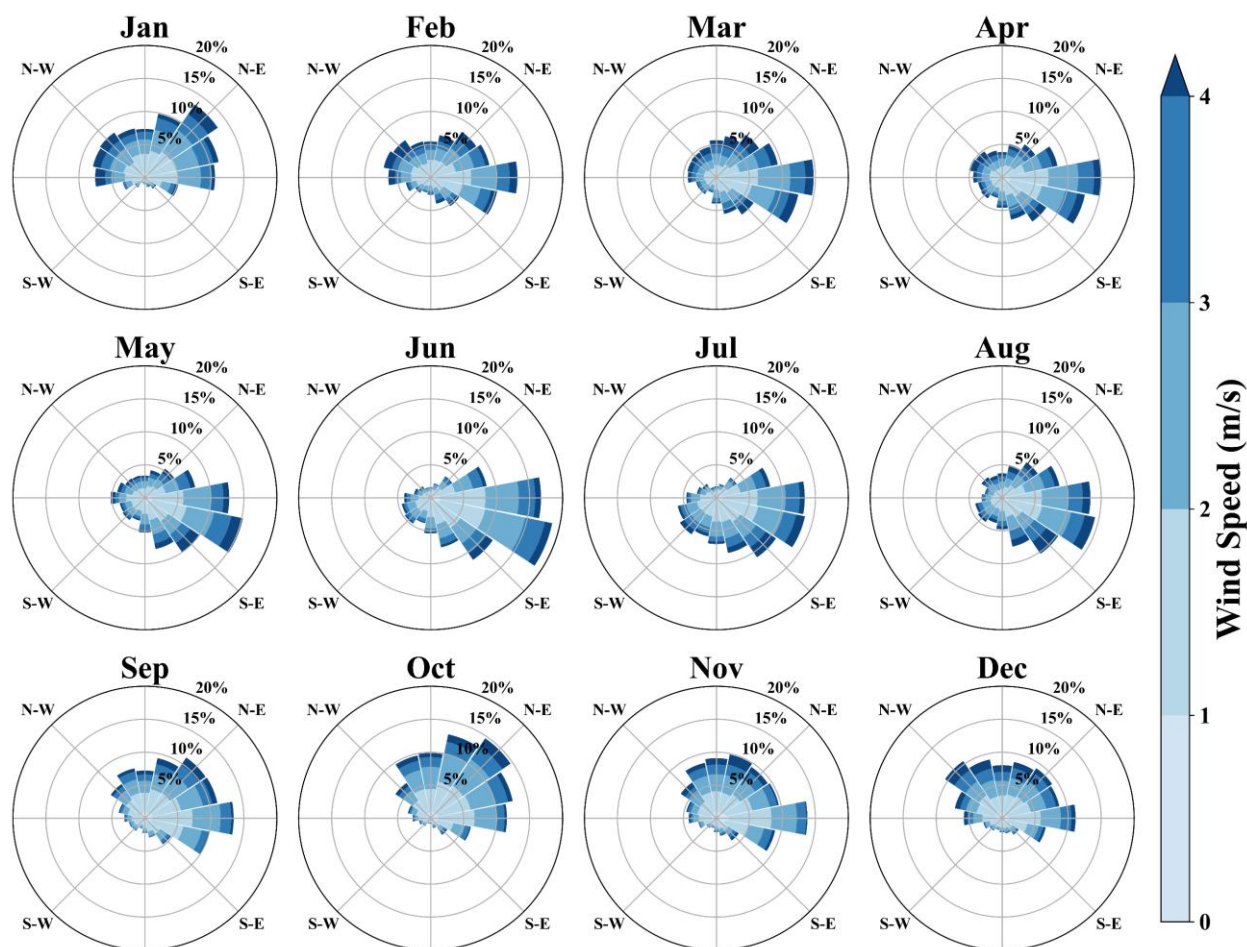 Jan
Feb
Mar
Apr
20%
N-W
15%
N-E
10%
5%
S-W
S-E
20%
N-W
15%
N-E
10%
5%
S-W
S-E
20%
N-W
15%
N-E
10%
5%
S-W
S-E
20%
N-W
15%
N-E
10%
5%
S-W
S-E
May
Jun
Jul
Aug
20%
N-W
15%
N-E
10%
5%
S-W
S-E
20%
N-W
15%
N-E
10%
5%
S-W
S-E
20%
N-W
15%
N-E
10%
5%
S-W
S-E
20%
N-W
15%
N-E
10%
5%
S-W
S-E
Sep
Oct
Nov
Dec
20%
N-W
15%
N-E
10%
5%
S-W
S-E
20%
N-W
15%
N-E
10%
5%
S-W
S-E
20%
N-W
15%
N-E
10%
5%
S-W
S-E
20%
N-W
15%
N-E
10%
5%
S-W
S-E
4
3
2
1
0
Wind Speed (m/s)